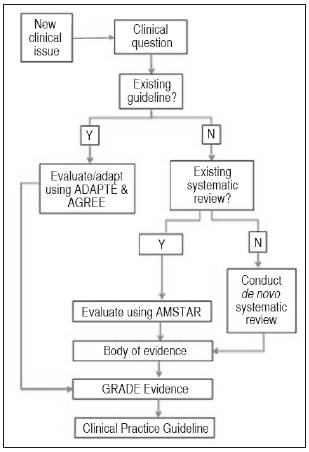 New
clinical
issue
Clinical
question
Existing
guideline?
Y
N
Evaluate/adapt
using ADAPTE &
AGREE
Existing
systematic
review?
Y
N
Conduct
de novo
systematic
review
Evaluate using AMSTAR
Body of evidence
GRADE Evidence
Clinical Practice Guideline